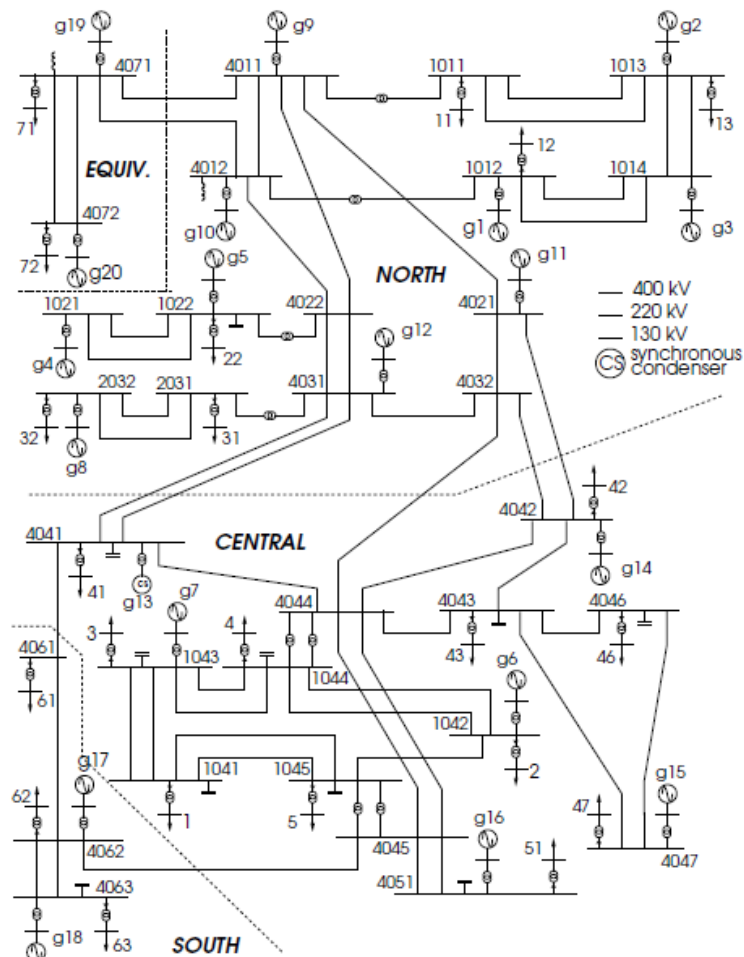 g19
g9
g2
4071
4011
1011
1013
71
11
13
12
EQUIV.
4012
1012
1014
4072
g10
g1
g3
72
g20
g5
NORTH
g11
1021
1022
4022
4021
400 kV
220 kV
130 kV
CS synchronous
condenser
g4
22
g12
2032
2031
4031
4032
32
g8
31
42
4041
CENTRAL
4042
41
CS
g13
g7
g14
4044
4043
4046
3
4
4061
1043
1044
43
46
g6
61
1042
g17
1041
1045
2
g15
62
1
5
g16
47
51
4062
4045
4047
4051
4063
g18
63
SOUTH